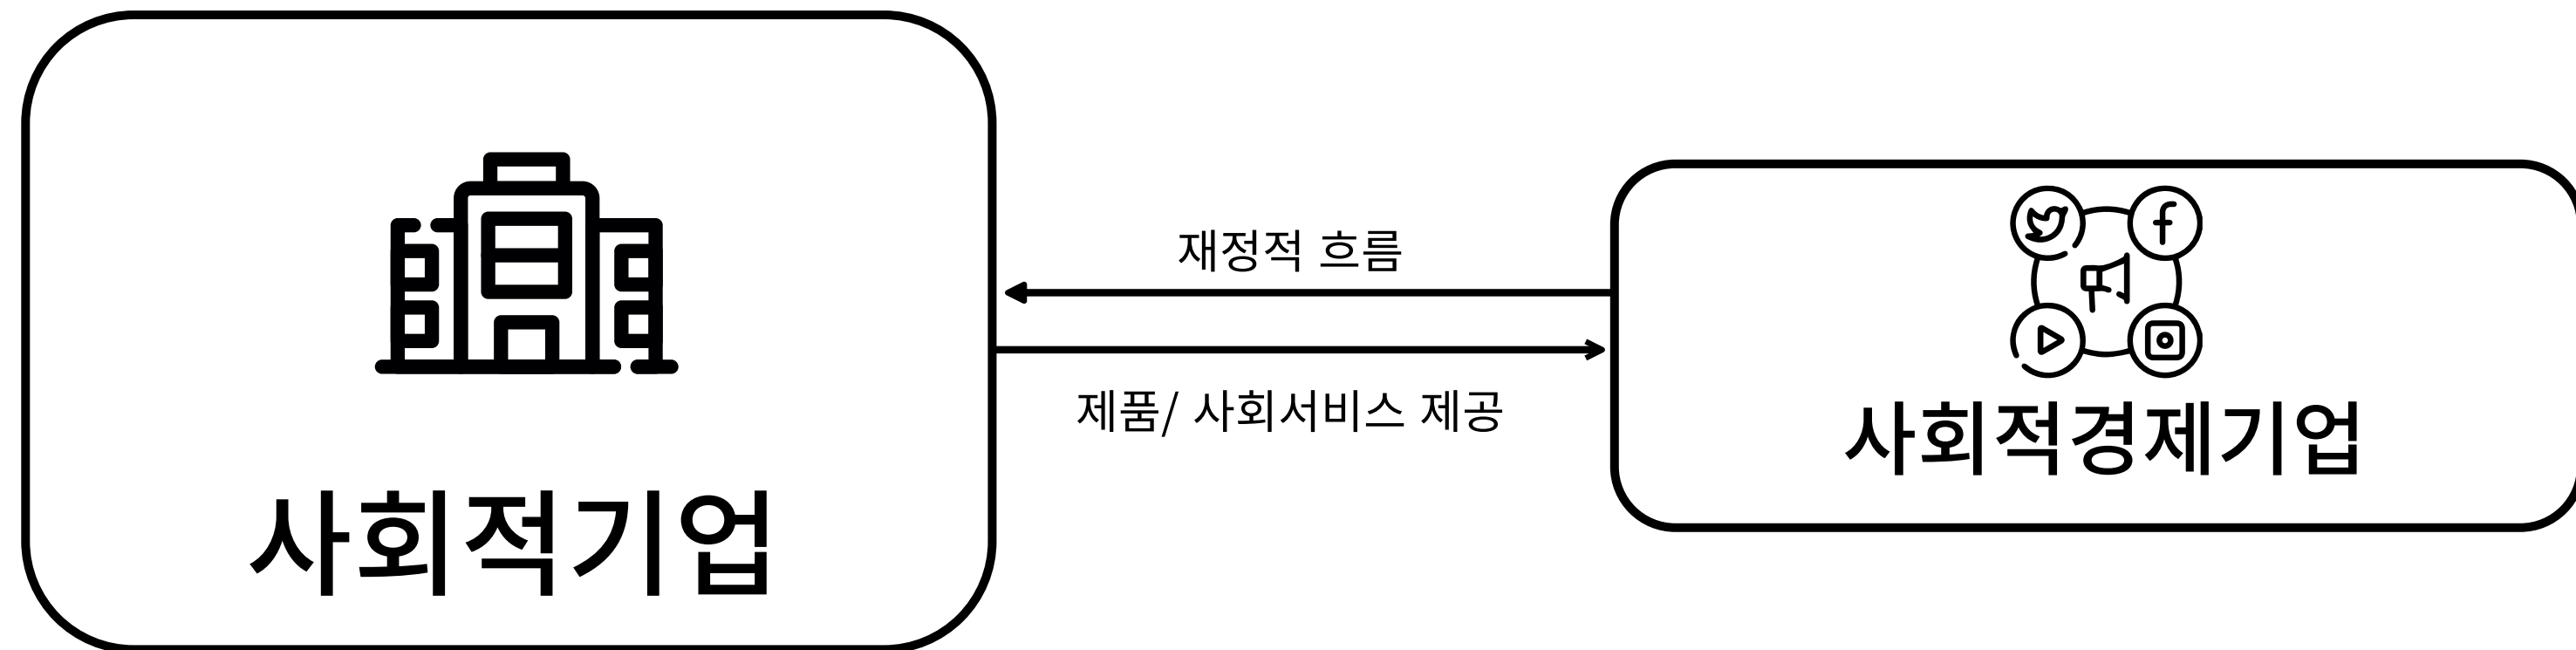 재정적 흐름
제품/ 사회서비스 제공
사회적기업
사회적경제기업